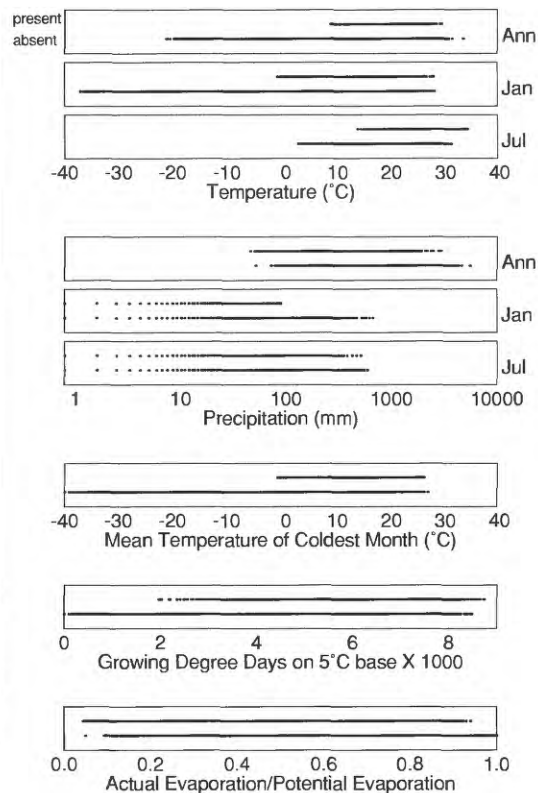 present
absent
Ann
Jan
Jul
-40 -30 -20 -10 0 10 20 30 40
Temperature (˚C)
Ann
Jan
Jul
1 10 100 1000 10000
Precipitation (mm)
-40 -30 -20 -10 0 10 20 30 40
Mean Temperature of Coldest Month (˚C)
0 2 4 6 8
Growing Degree Days on 5˚C base X 1000
0.0 0.2 0.4 0.6 0.8 1.0
Actual Evaporation/Potential Evaporation